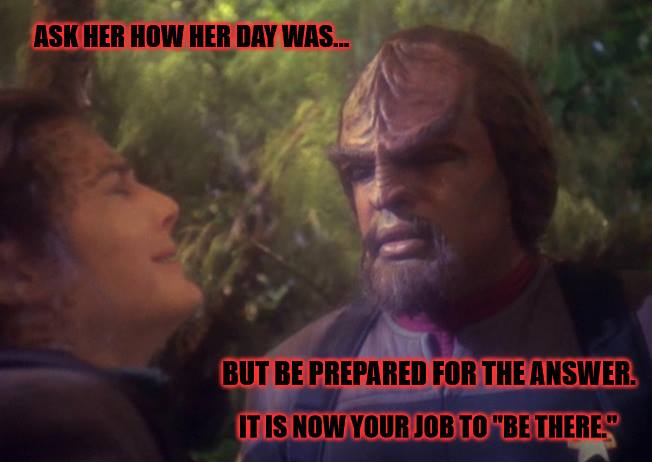 ASK HER HOW HER DAY WAS...
BUT BE PREPARED FOR THE ANSWER.
IT IS NOW YOUR JOB TO "BE THERE."